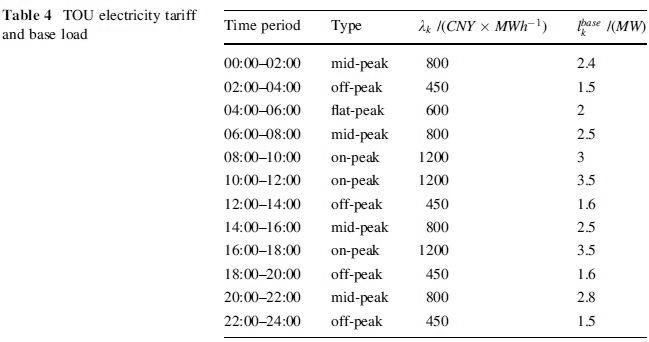 Table 4 TOU electricity tariff
and base load
Time period Type λk /(CNY × MWh−1) lkbase /(MW)
00:00–02:00 mid-peak 800 2.4
02:00–04:00 off-peak 450 1.5
04:00–06:00 flat-peak 600 2
06:00–08:00 mid-peak 800 2.5
08:00–10:00 on-peak 1200 3
10:00–12:00 on-peak 1200 3.5
12:00–14:00 off-peak 450 1.6
14:00–16:00 mid-peak 800 2.5
16:00–18:00 on-peak 1200 3.5
18:00–20:00 off-peak 450 1.6
20:00–22:00 mid-peak 800 2.8
22:00–24:00 off-peak 450 1.5